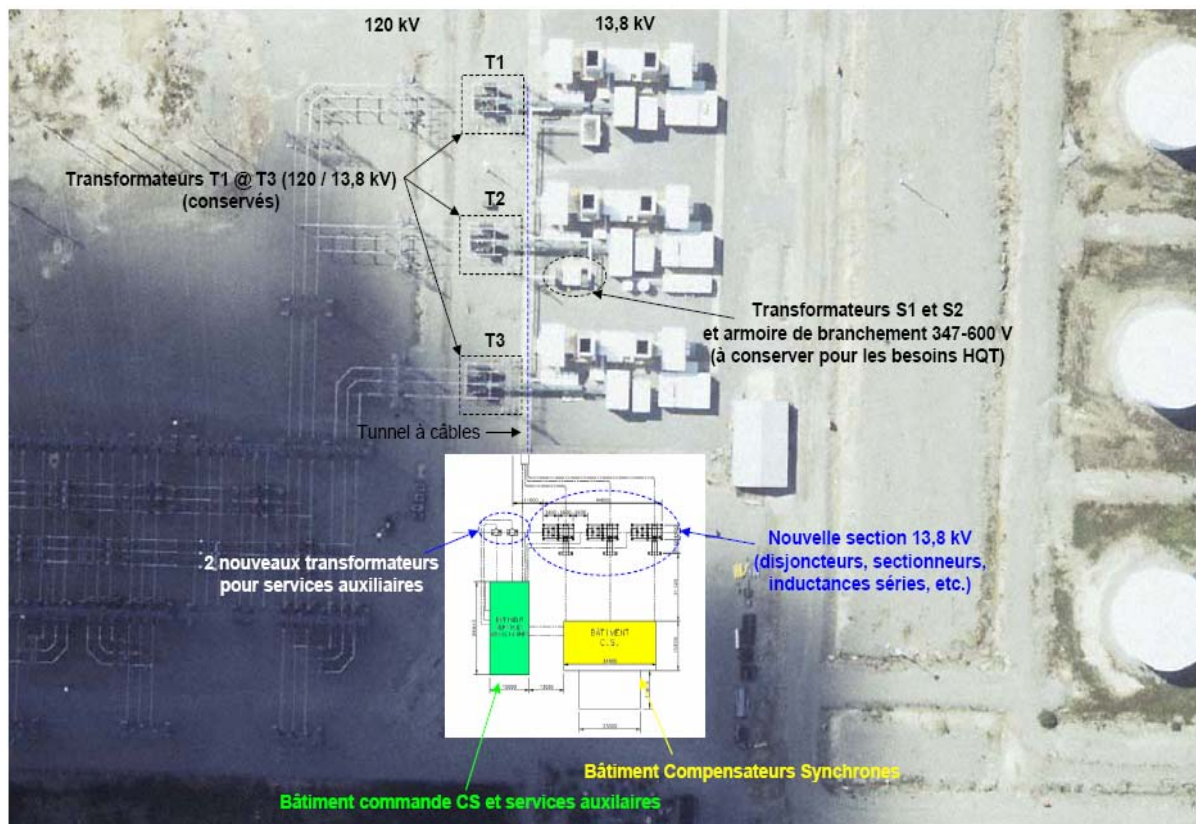 120 kV
13,8 kV
T1
Transformateurs T1 @ T3 (120 / 13,8 kV)
(conservés)
T2
Transformateurs S1 et S2
et armoire de branchement 347-600 V
(à conserver pour les besoins HQT)
T3
Tunnel à câbles
2 nouveaux transformateurs
pour services auxiliaires
Nouvelle section 13,8 kV
(disjoncteurs, sectionneurs,
inductances séries, etc.)
BÂTIMENT
BÂTIMENT
C.S.
Bâtiment Compensateurs Synchrones
Bâtiment commande CS et services auxilaires